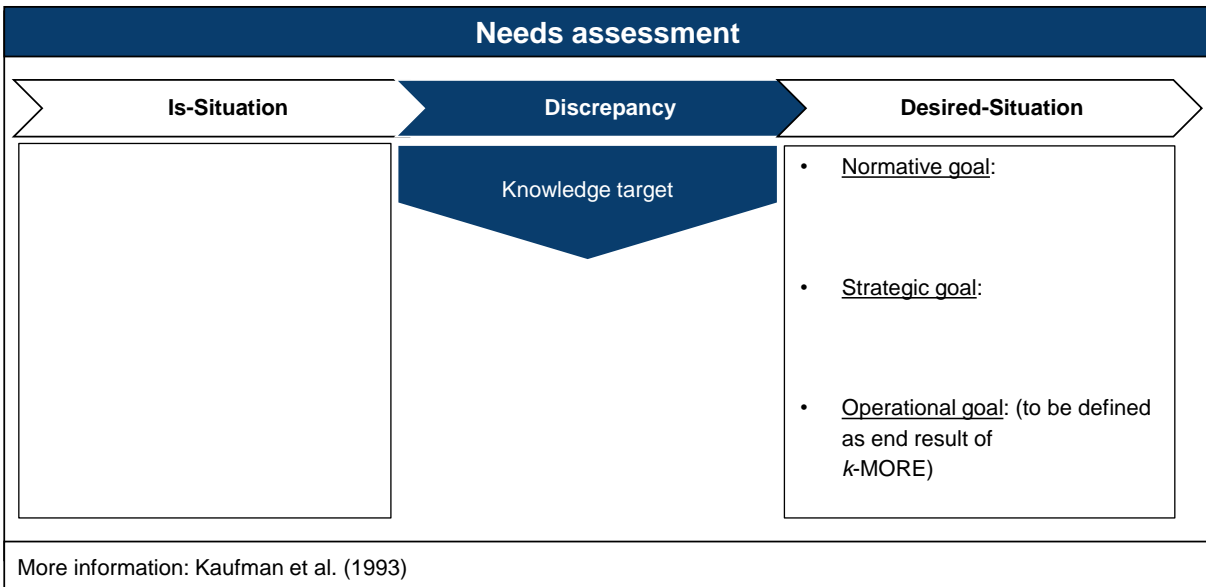 Needs assessment
Is-Situation
Discrepancy
Desired-Situation
Knowledge target
• Normative goal:
• Strategic goal:
• Operational goal: (to be defined
as end result of
k-MORE)
More information: Kaufman et al. (1993)